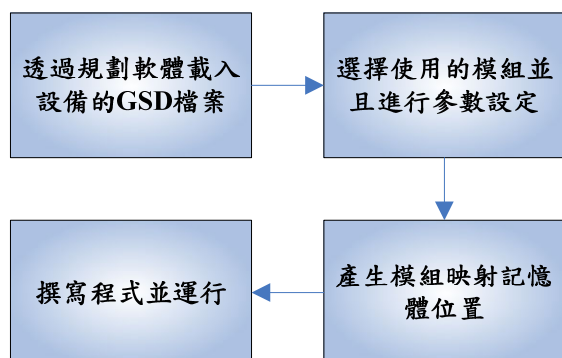 透過規劃軟體載入
設備的GSD檔案
選擇使用的模組並
且進行參數設定
產生模組映射記憶
體位置
撰寫程式並運行